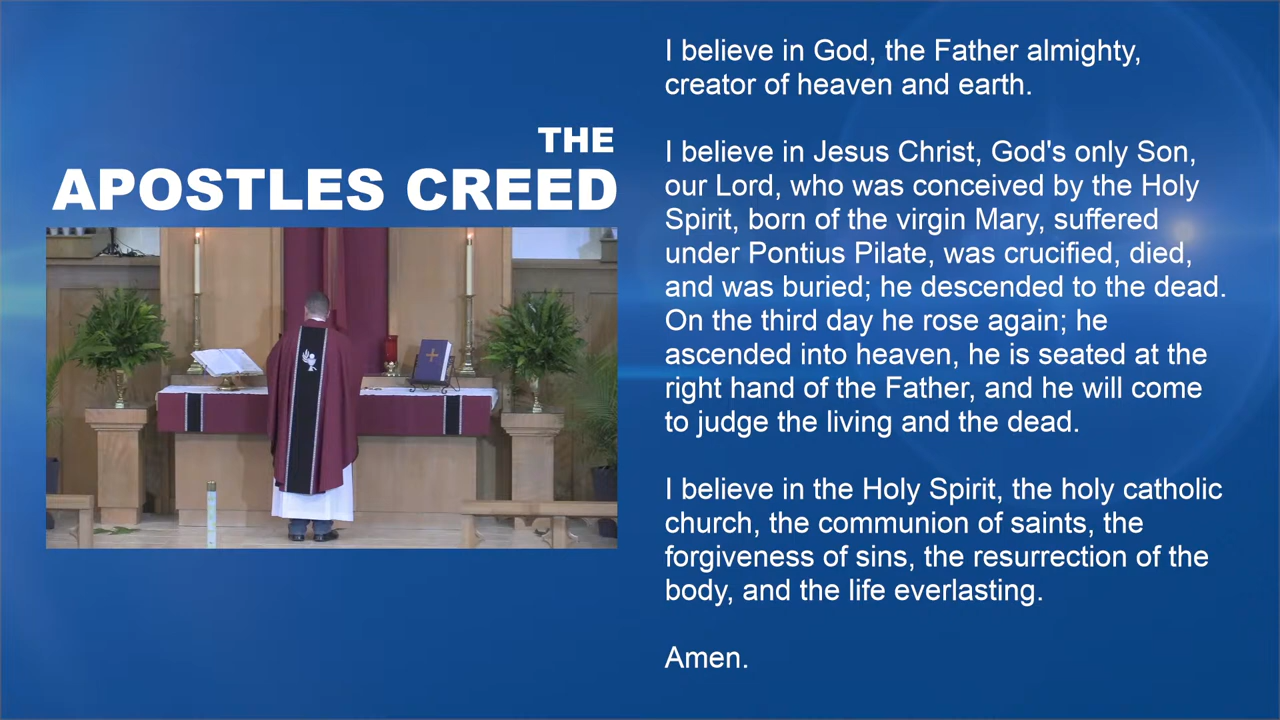 THE
APOSTLES CREED
I believe in God, the Father almighty,
creator of heaven and earth.
I believe in Jesus Christ, God's only Son,
our Lord, who was conceived by the Holy
Spirit, born of the virgin Mary, suffered
under Pontius Pilate, was crucified, died,
and was buried; he descended to the dead.
On the third day he rose again; he
ascended into heaven, he is seated at the
right hand of the Father, and he will come
to judge the living and the dead.
I believe in the Holy Spirit, the holy catholic
church, the communion of saints, the
forgiveness of sins, the resurrection of the
body, and the life everlasting.
Amen.